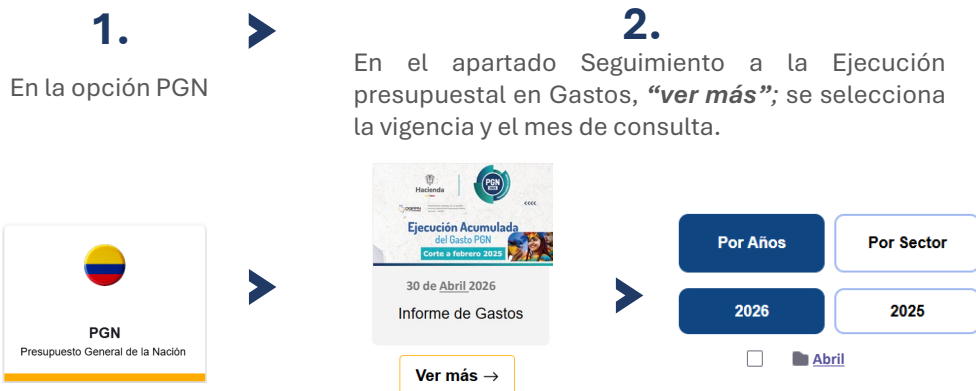 1.
En la opción PGN
2.
En el apartado Seguimiento a la Ejecución
presupuestal en Gastos, “ver más”; se selecciona
la vigencia y el mes de consulta.
PGN
Presupuesto General de la Nación
Hacienda
PGN
Ejecución Acumulada
del Gasto PGN
Corte a febrero 2025
30 de Abril 2026
Informe de Gastos
Ver más →
Por Años
Por Sector
2026
2025
Abril